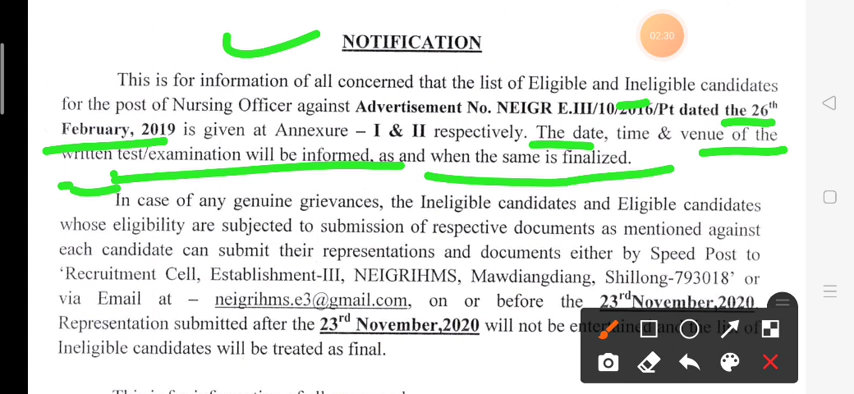 NOTIFICATION
02:30
This is for information of all concerned that the list of Eligible and Ineligible candidates
for the post of Nursing Officer against Advertisement No. NEIGR E.III/10/2016/Pt dated the 26th
February, 2019 is given at Annexure – I & II respectively. The date, time & venue of the
written test/examination will be informed, as and when the same is finalized.
In case of any genuine grievances, the Ineligible candidates and Eligible candidates
whose eligibility are subjected to submission of respective documents as mentioned against
each candidate can submit their representations and documents either by Speed Post to
‘Recruitment Cell, Establishment-III, NEIGRIHMS, Mawdiangdiang, Shillong-793018’ or
via Email at – neigrihms.e3@gmail.com, on or before the 23rd November,2020.
Representation submitted after the 23rd November,2020 will not be entertained and the list of
Ineligible candidates will be treated as final.